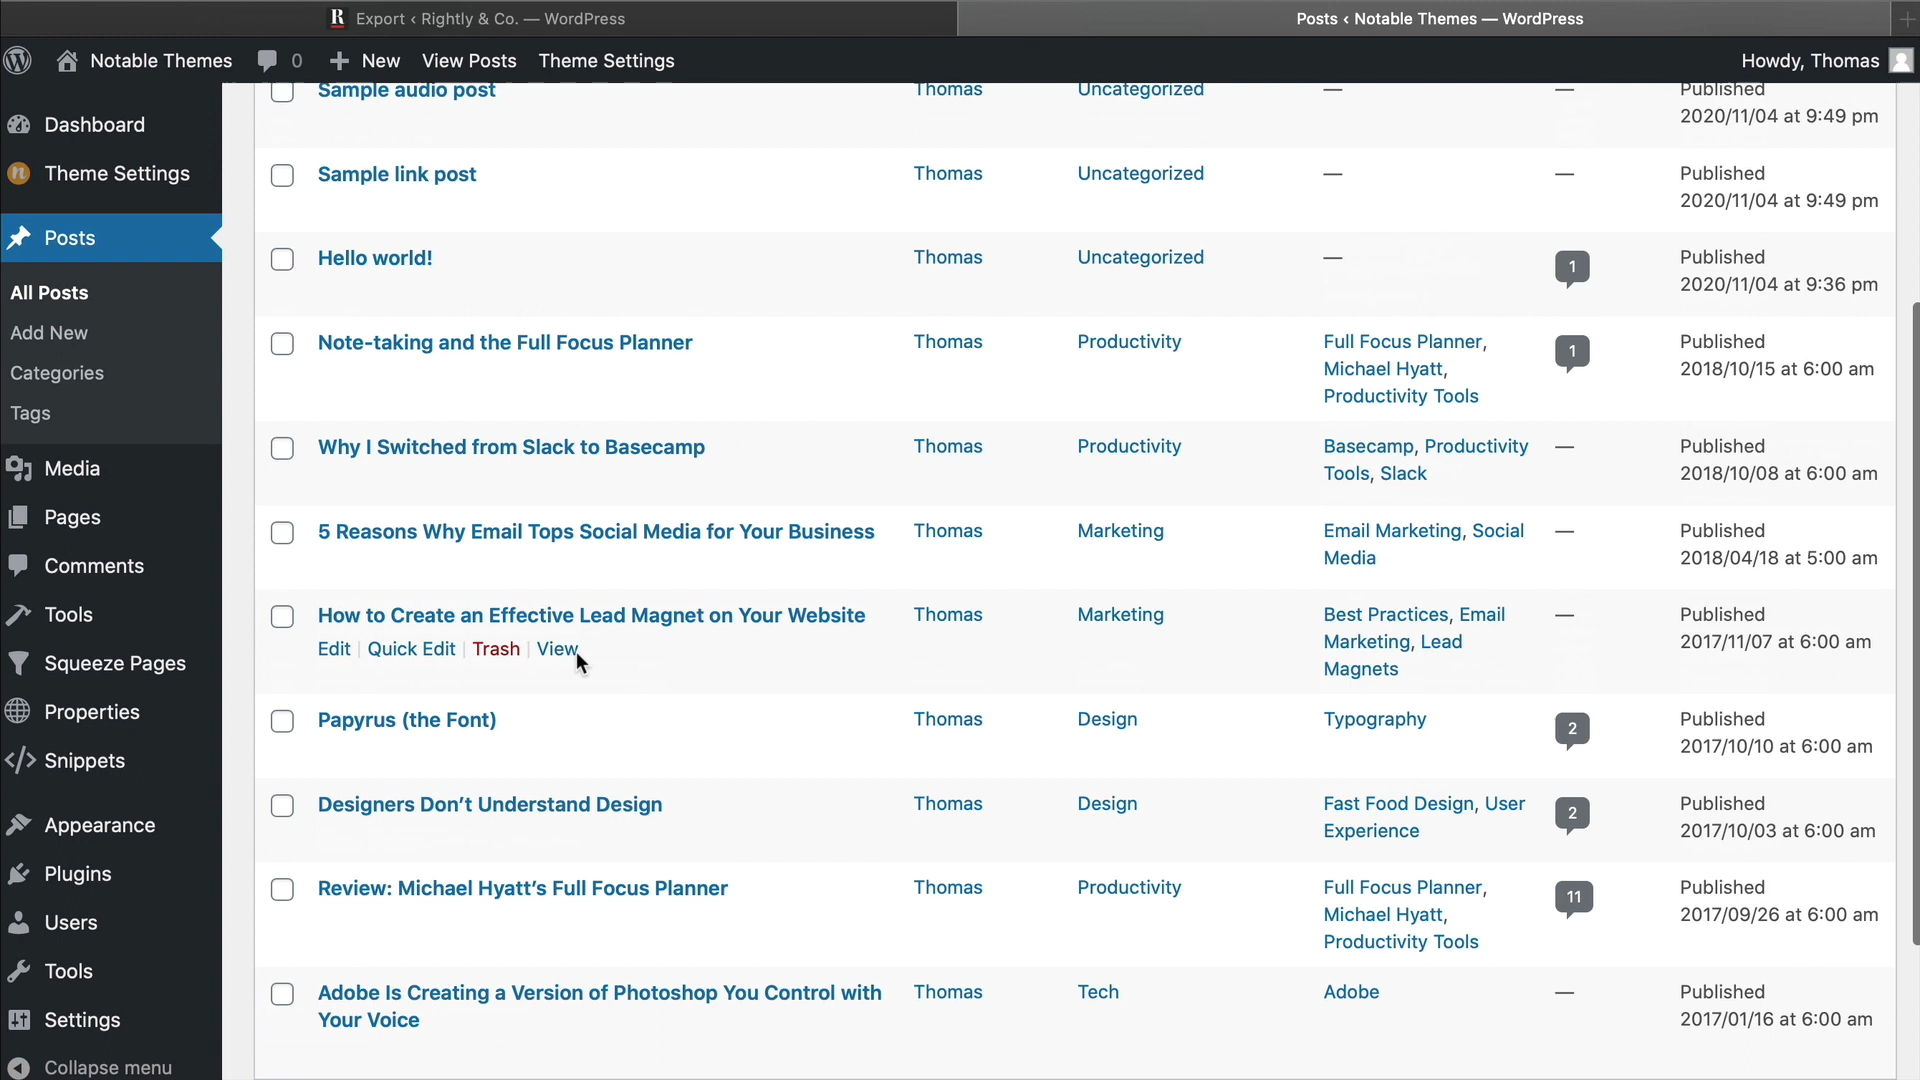 R Export < Rightly & Co. — WordPress
Posts < Notable Themes — WordPress
Notable Themes 0 New View Posts Theme Settings
Howdy, Thomas
Dashboard
Theme Settings
Posts
All Posts
Add New
Categories
Tags
Media
Pages
Comments
Tools
Squeeze Pages
Properties
Snippets
Appearance
Plugins
Users
Tools
Settings
Collapse menu
Sample audio post Thomas Uncategorized — — Published
2020/11/04 at 9:49 pm
Sample link post Thomas Uncategorized — — Published
2020/11/04 at 9:49 pm
Hello world! Thomas Uncategorized — 1 Published
2020/11/04 at 9:36 pm
Note-taking and the Full Focus Planner Thomas Productivity Full Focus Planner, 1 Published
Michael Hyatt, 2018/10/15 at 6:00 am
Productivity Tools
Why I Switched from Slack to Basecamp Thomas Productivity Basecamp, Productivity — Published
Tools, Slack 2018/10/08 at 6:00 am
5 Reasons Why Email Tops Social Media for Your Business Thomas Marketing Email Marketing, Social — Published
Media 2018/04/18 at 5:00 am
How to Create an Effective Lead Magnet on Your Website Thomas Marketing Best Practices, Email — Published
Edit | Quick Edit | Trash | View Marketing, Lead 2017/11/07 at 6:00 am
Magnets
Papyrus (the Font) Thomas Design Typography 2 Published
2017/10/10 at 6:00 am
Designers Don’t Understand Design Thomas Design Fast Food Design, User 2 Published
Experience 2017/10/03 at 6:00 am
Review: Michael Hyatt’s Full Focus Planner Thomas Productivity Full Focus Planner, 11 Published
Michael Hyatt, 2017/09/26 at 6:00 am
Productivity Tools
Adobe Is Creating a Version of Photoshop You Control with Thomas Tech Adobe — Published
Your Voice 2017/01/16 at 6:00 am